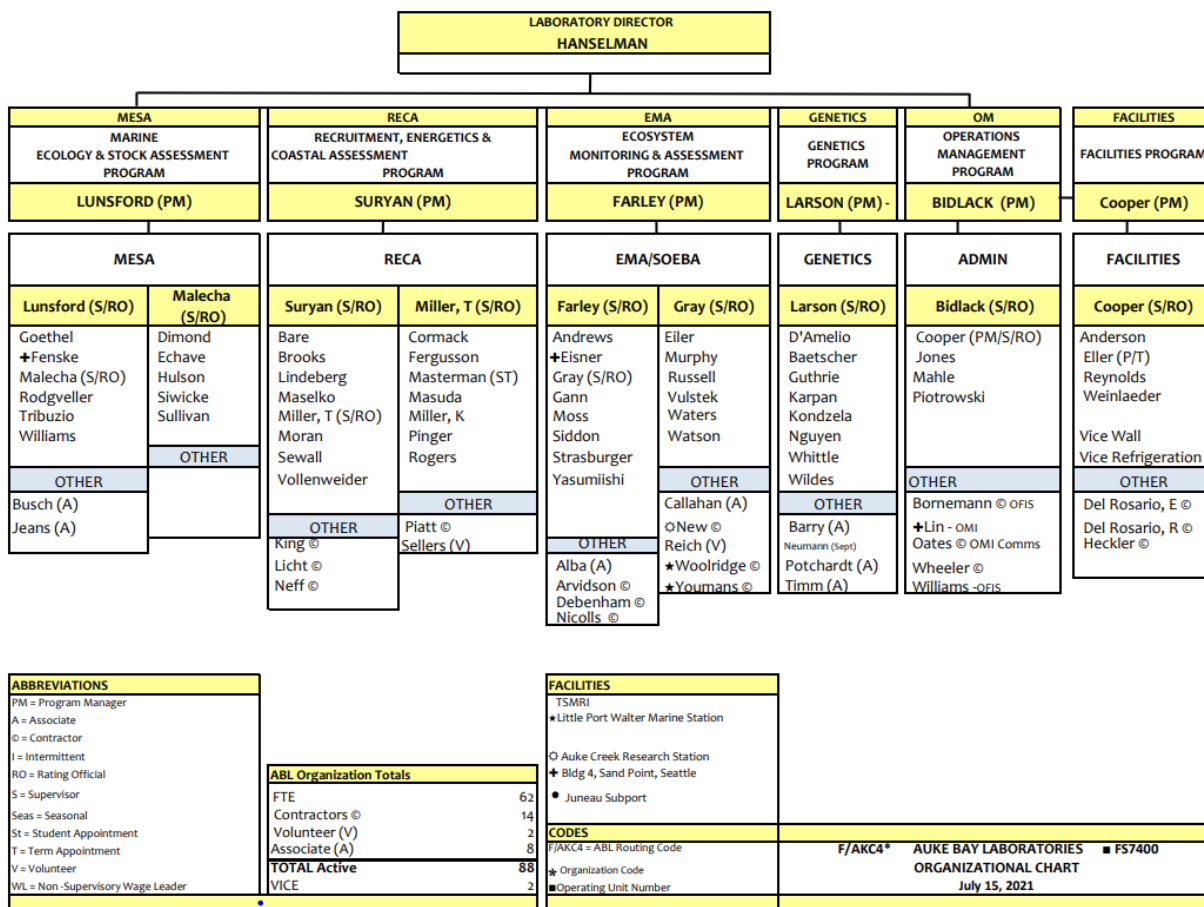 LABORATORY DIRECTOR
HANSELMAN
MESA
MARINE
ECOLOGY & STOCK ASSESSMENT
PROGRAM
LUNSFORD (PM)
RECA
RECRUITMENT, ENERGETICS &
COASTAL ASSESSMENT
PROGRAM
SURYAN (PM)
EMA
ECOSYSTEM
MONITORING & ASSESSMENT
PROGRAM
FARLEY (PM)
GENETICS
GENETICS
PROGRAM
LARSON (PM) -
OM
OPERATIONS
MANAGEMENT
PROGRAM
BIDLACK (PM)
FACILITIES
FACILITIES PROGRAM
Cooper (PM)
MESA
Lunsford (S/RO)
Goethel
✚Fenske
Malecha (S/RO)
Rodgveller
Tribuzio
Williams
OTHER
Busch (A)
Jeans (A)
Malecha
(S/RO)
Dimond
Echave
Hulson
Siwicke
Sullivan
OTHER
RECA
Suryan (S/RO)
Bare
Brooks
Lindeberg
Maselko
Miller, T (S/RO)
Moran
Sewall
Vollenweider
OTHER
King ©
Licht ©
Neff ©
Miller, T (S/RO)
Cormack
Fergusson
Masterman (ST)
Masuda
Miller, K
Pinger
Rogers
OTHER
Piatt ©
Sellers (V)
EMA/SOEBA
Farley (S/RO)
Andrews
✚Eisner
Gray (S/RO)
Gann
Moss
Siddon
Strasburger
Yasumiishi
OTHER
Alba (A)
Arvidson ©
Debenham ©
Nicolls ©
Gray (S/RO)
Eiler
Murphy
Russell
Vulstek
Waters
Watson
OTHER
Callahan (A)
☼New ©
Reich (V)
★Woolridge ©
★Youmans ©
GENETICS
Larson (S/RO)
D'Amelio
Baetscher
Guthrie
Karpan
Kondzela
Nguyen
Whittle
Wildes
OTHER
Barry (A)
Neumann (Sept)
Potchardt (A)
Timm (A)
ADMIN
Bidlack (S/RO)
Cooper (PM/S/RO)
Jones
Mahle
Piotrowski
OTHER
Bornemann © OFIS
✚Lin - OMI
Oates © OMI Comms
Wheeler ©
Williams -OFIS
FACILITIES
Cooper (S/RO)
Anderson
Eller (P/T)
Reynolds
Weinlaeder
Vice Wall
Vice Refrigeration
OTHER
Del Rosario, E ©
Del Rosario, R ©
Heckler ©
ABBREVIATIONS
PM = Program Manager
A = Associate
© = Contractor
I = Intermittent
RO = Rating Official
S = Supervisor
Seas = Seasonal
St = Student Appointment
T = Term Appointment
V = Volunteer
WL = Non -Supervisory Wage Leader
ABL Organization Totals
FTE 62
Contractors © 14
Volunteer (V) 2
Associate (A) 8
TOTAL Active 88
VICE 2
FACILITIES
TSMRI
★Little Port Walter Marine Station
☼ Auke Creek Research Station
✚ Bldg 4, Sand Point, Seattle
● Juneau Subport
CODES
F/AKC4 = ABL Routing Code
* Organization Code
■Operating Unit Number
F/AKC4* AUKE BAY LABORATORIES ■ FS7400
ORGANIZATIONAL CHART
July 15, 2021